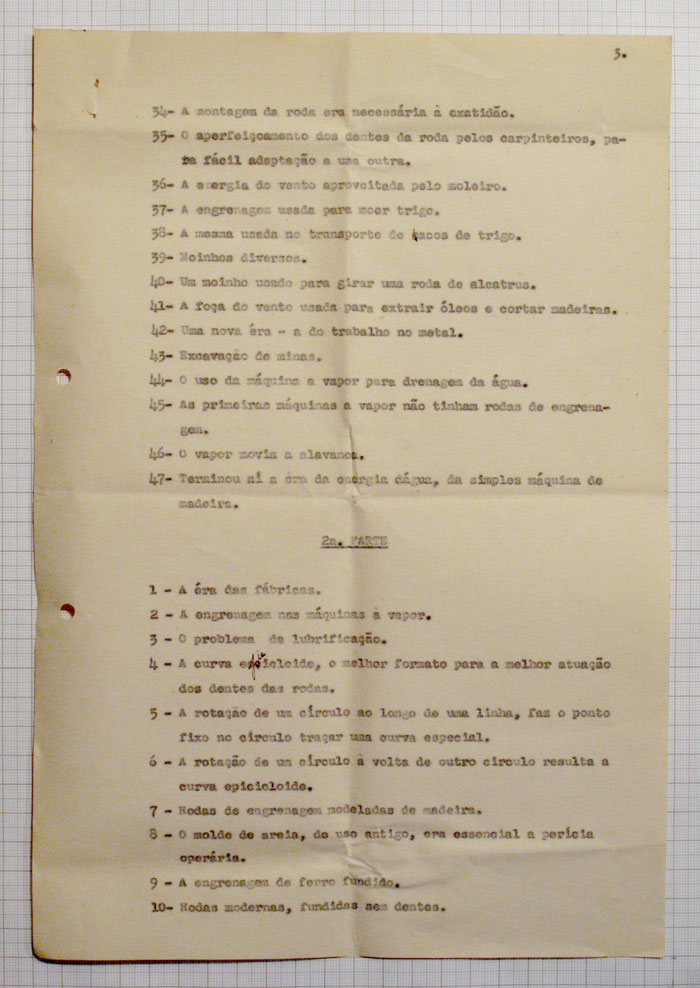 3.
34- A montagem da roda era necessária à exatidão.
35- O aperfeiçoamento dos dentes da roda pelos carpinteiros, pa-
ra fácil adaptação a uma outra.
36- A energia do vento aproveitada pelo moleiro.
37- A engrenagem usada para moer trigo.
38- A mesma usada no transporte de sacos de trigo.
39- Moinhos diversos.
40- Um moinho usado para girar uma roda de alcatrus.
41- A foça do vento usada para extrair óleos e cortar madeiras.
42- Uma nova éra - a do trabalho no metal.
43- Excavação de minas.
44- O uso da máquina a vapor para drenagem da água.
45- As primeiras máquinas a vapor não tinham rodas de engrena-
gem.
46- O vapor movia a alavanca.
47- Terminou aí a éra da energia dágua, da simples máquina de
madeira.
2a. PARTE
1 - A éra das fábricas.
2 - A engrenagem nas máquinas à vapor.
3 - O problema de lubrificação.
4 - A curva epicicloide, o melhor formato para a melhor atuação
dos dentes das rodas.
5 - A rotação de um círculo ao longo de uma linha, faz o ponto
fixo no círculo traçar uma curva especial.
6 - A rotação de um círculo à volta de outro círculo resulta a
curva epicicloide.
7 - Rodas de engrenagem modeladas de madeira.
8 - O molde de areia, de uso antigo, era essencial a perícia
operária.
9 - A engrenagem de ferro fundido.
10- Rodas modernas, fundidas sem dentes.